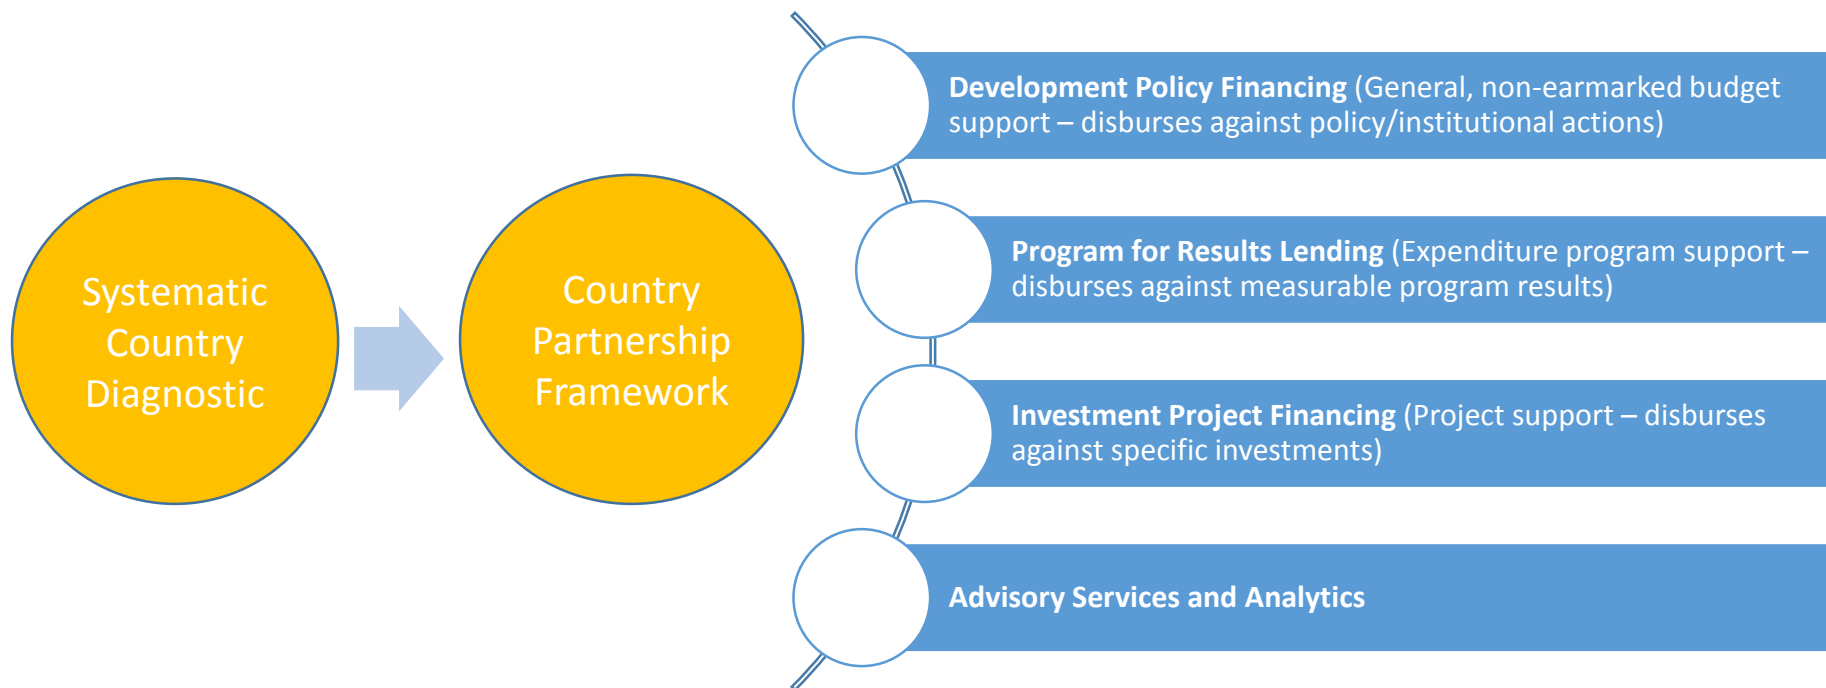 Systematic
Country
Diagnostic
Country
Partnership
Framework
Development Policy Financing (General, non-earmarked budget
support – disburses against policy/institutional actions)
Program for Results Lending (Expenditure program support –
disburses against measurable program results)
Investment Project Financing (Project support – disburses
against specific investments)
Advisory Services and Analytics